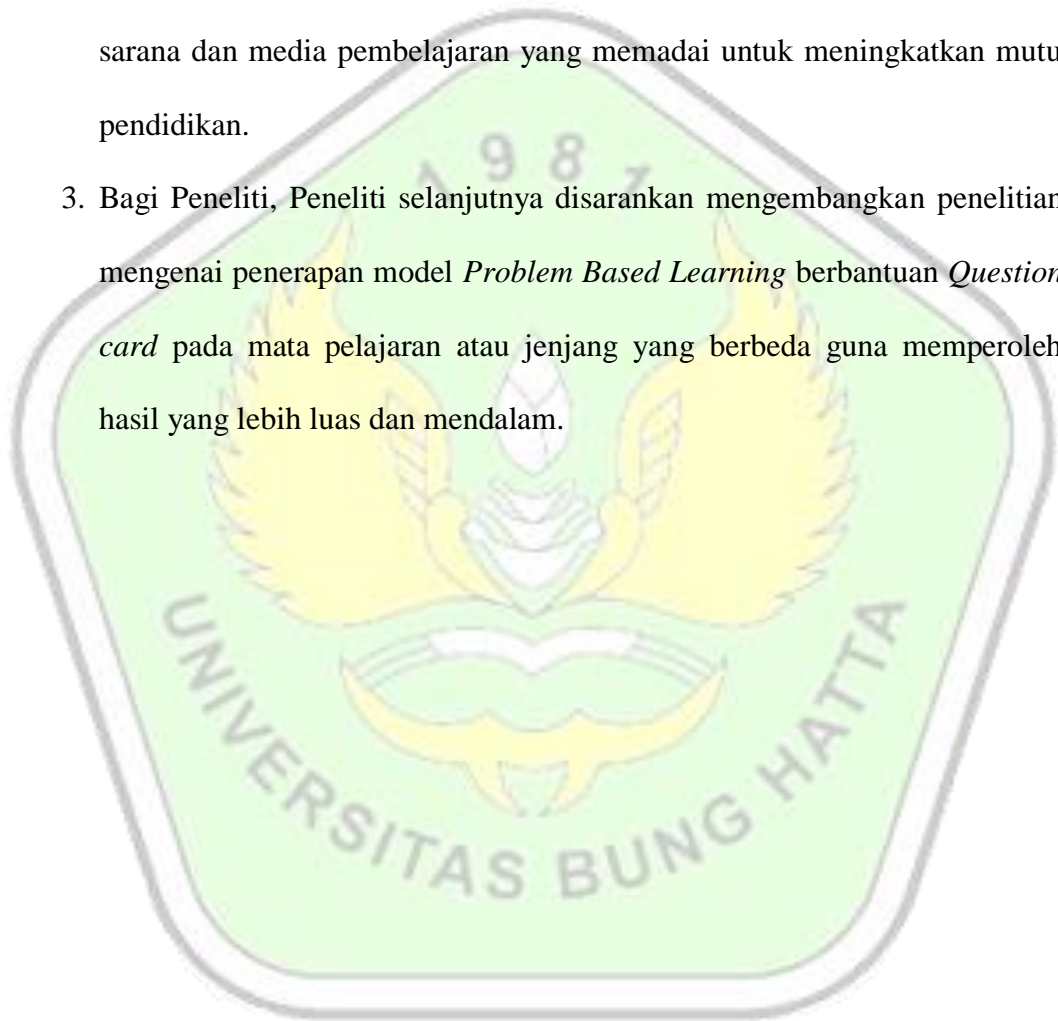 sarana dan media pembelajaran yang memadai untuk meningkatkan mutu
pendidikan.
1981
3. Bagi Peneliti, Peneliti selanjutnya disarankan mengembangkan penelitian
mengenai penerapan model Problem Based Learning berbantuan Question
card pada mata pelajaran atau jenjang yang berbeda guna memperoleh
hasil yang lebih luas dan mendalam.
UNIVERSITAS BUNG HATTA